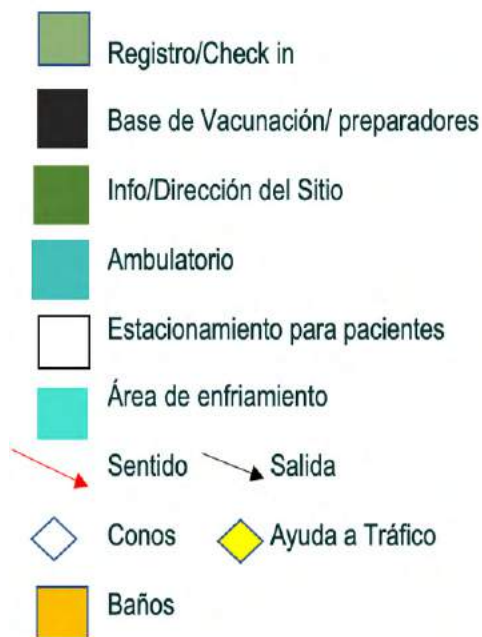 Registro/Check in
Base de Vacunación/ preparadores
Info/Dirección del Sitio
Ambulatorio
Estacionamiento para pacientes
Área de enfriamiento
Sentido Salida
Conos Ayuda a Tráfico
Baños